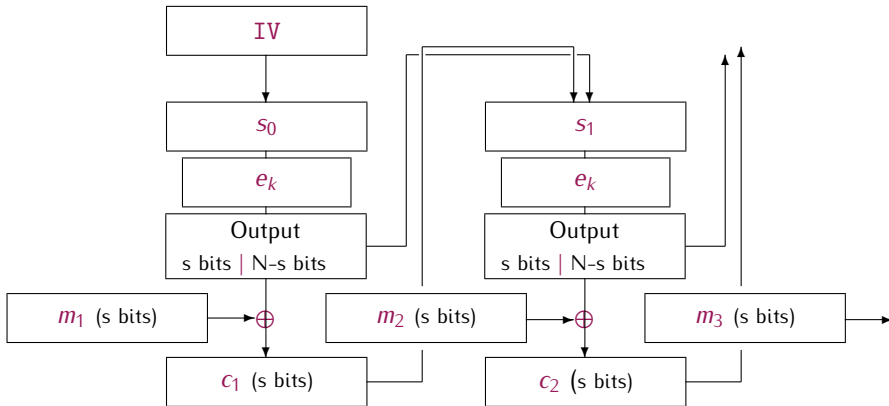 IV
s₀ s₁
eₖ eₖ
Output Output
s bits | N-s bits s bits | N-s bits
m₁ (s bits) ⊕ m₂ (s bits) ⊕ m₃ (s bits)
c₁ (s bits) c₂ (s bits)